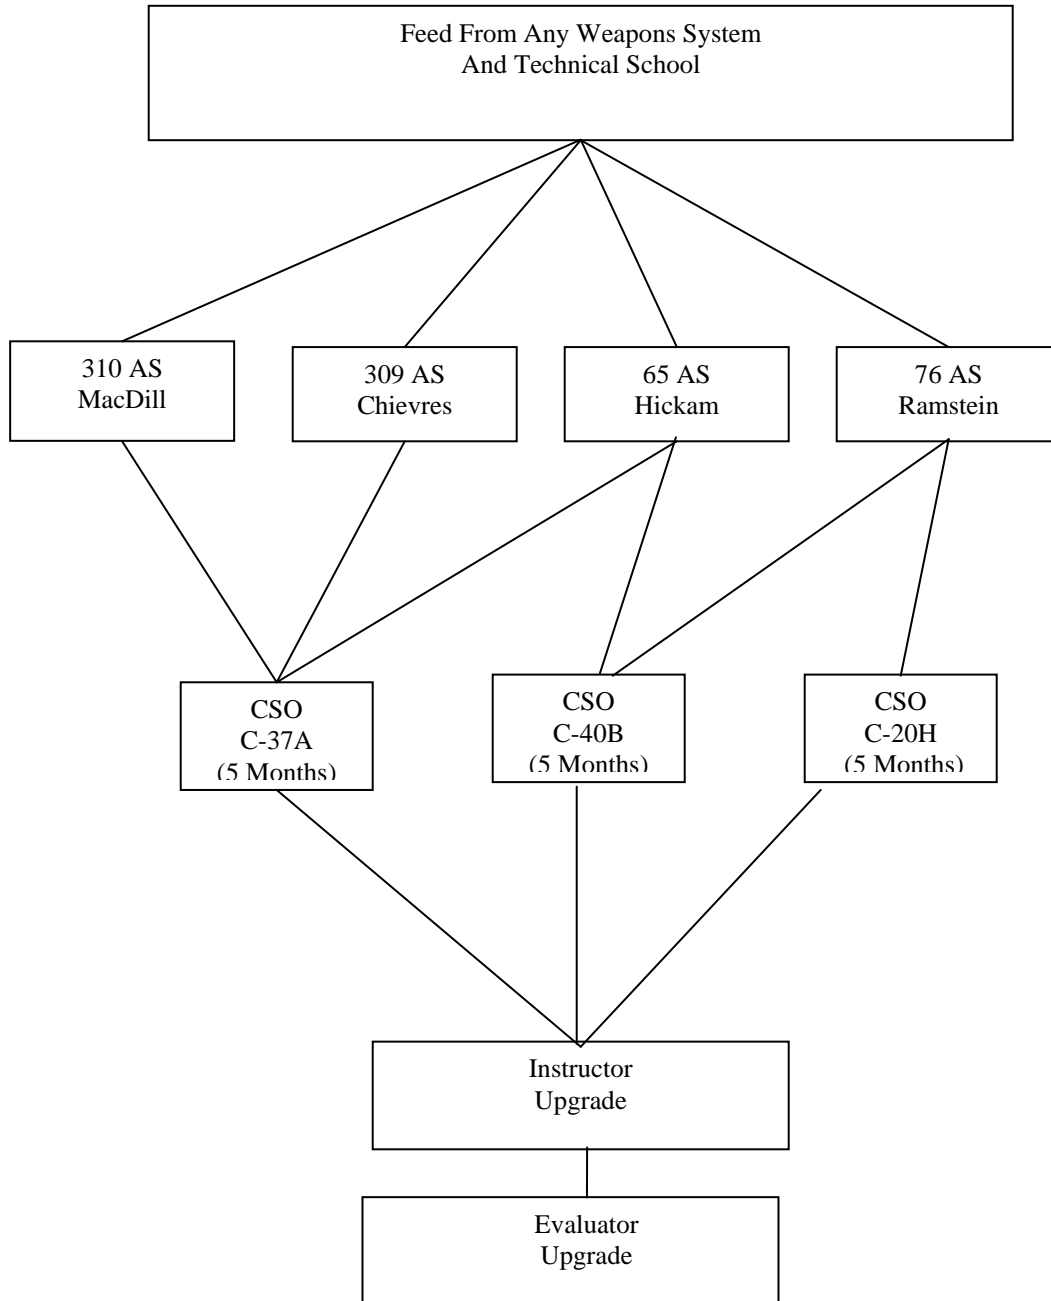 Feed From Any Weapons System
And Technical School
310 AS
MacDill
309 AS
Chievres
65 AS
Hickam
76 AS
Ramstein
CSO
C-37A
(5 Months)
CSO
C-40B
(5 Months)
CSO
C-20H
(5 Months)
Instructor
Upgrade
Evaluator
Upgrade